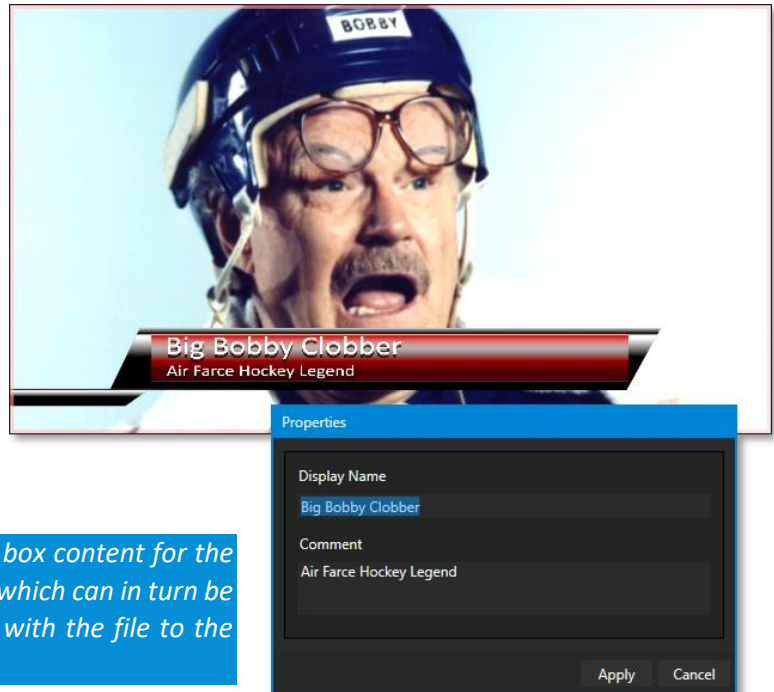 BOBBY
Big Bobby Clobber
Air Farce Hockey Legend
Properties
Display Name
Big Bobby Clobber
Comment
Air Farce Hockey Legend
Apply Cancel
box content for the
which can in turn be
with the file to the